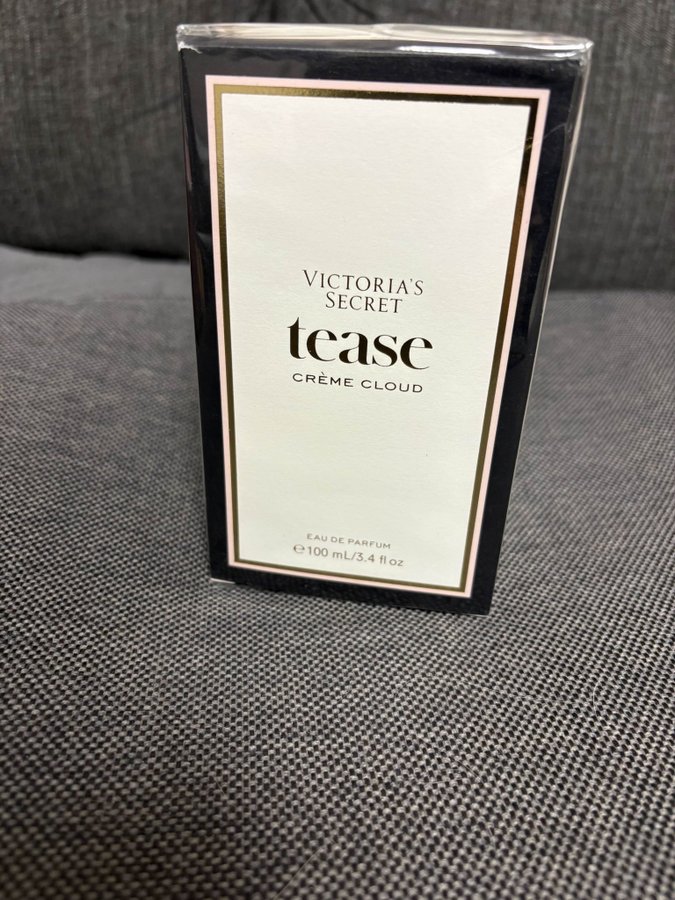 VICTORIA'S
SECRET
tease
CRÈME CLOUD
EAU DE PARFUM
℮100 mL/3.4 fl oz